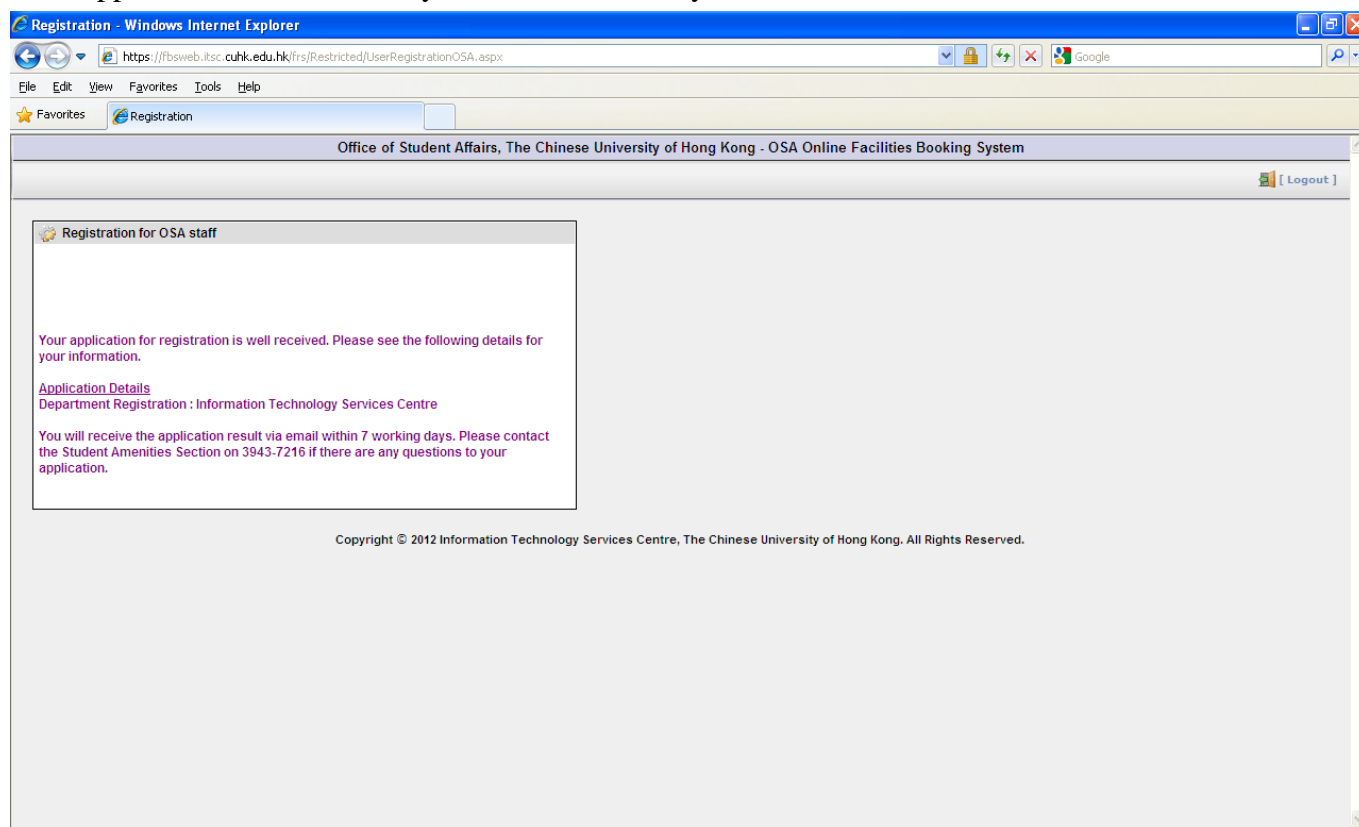 Registration - Windows Internet Explorer
https://fbsweb.itsc.cuhk.edu.hk/frs/Restricted/UserRegistrationOSA.aspx
Google
File Edit View Favorites Tools Help
Favorites Registration
Office of Student Affairs, The Chinese University of Hong Kong - OSA Online Facilities Booking System
[ Logout ]
Registration for OSA staff
Your application for registration is well received. Please see the following details for
your information.
Application Details
Department Registration : Information Technology Services Centre
You will receive the application result via email within 7 working days. Please contact
the Student Amenities Section on 3943-7216 if there are any questions to your
application.
Copyright © 2012 Information Technology Services Centre, The Chinese University of Hong Kong. All Rights Reserved.